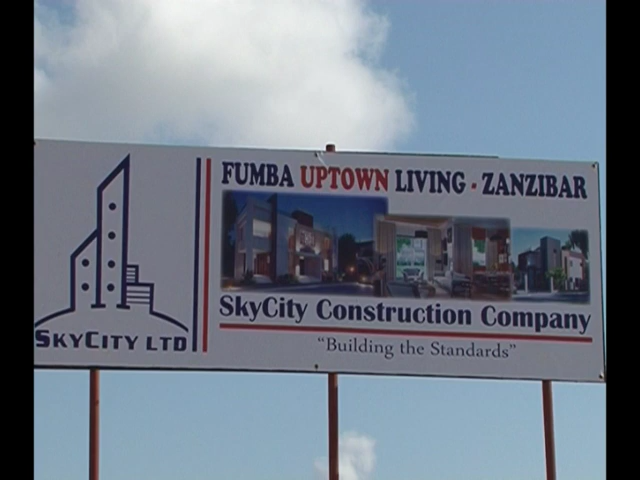 FUMBA UPTOWN LIVING - ZANZIBAR
SKYCITY LTD
SkyCity Construction Company
"Building the Standards"